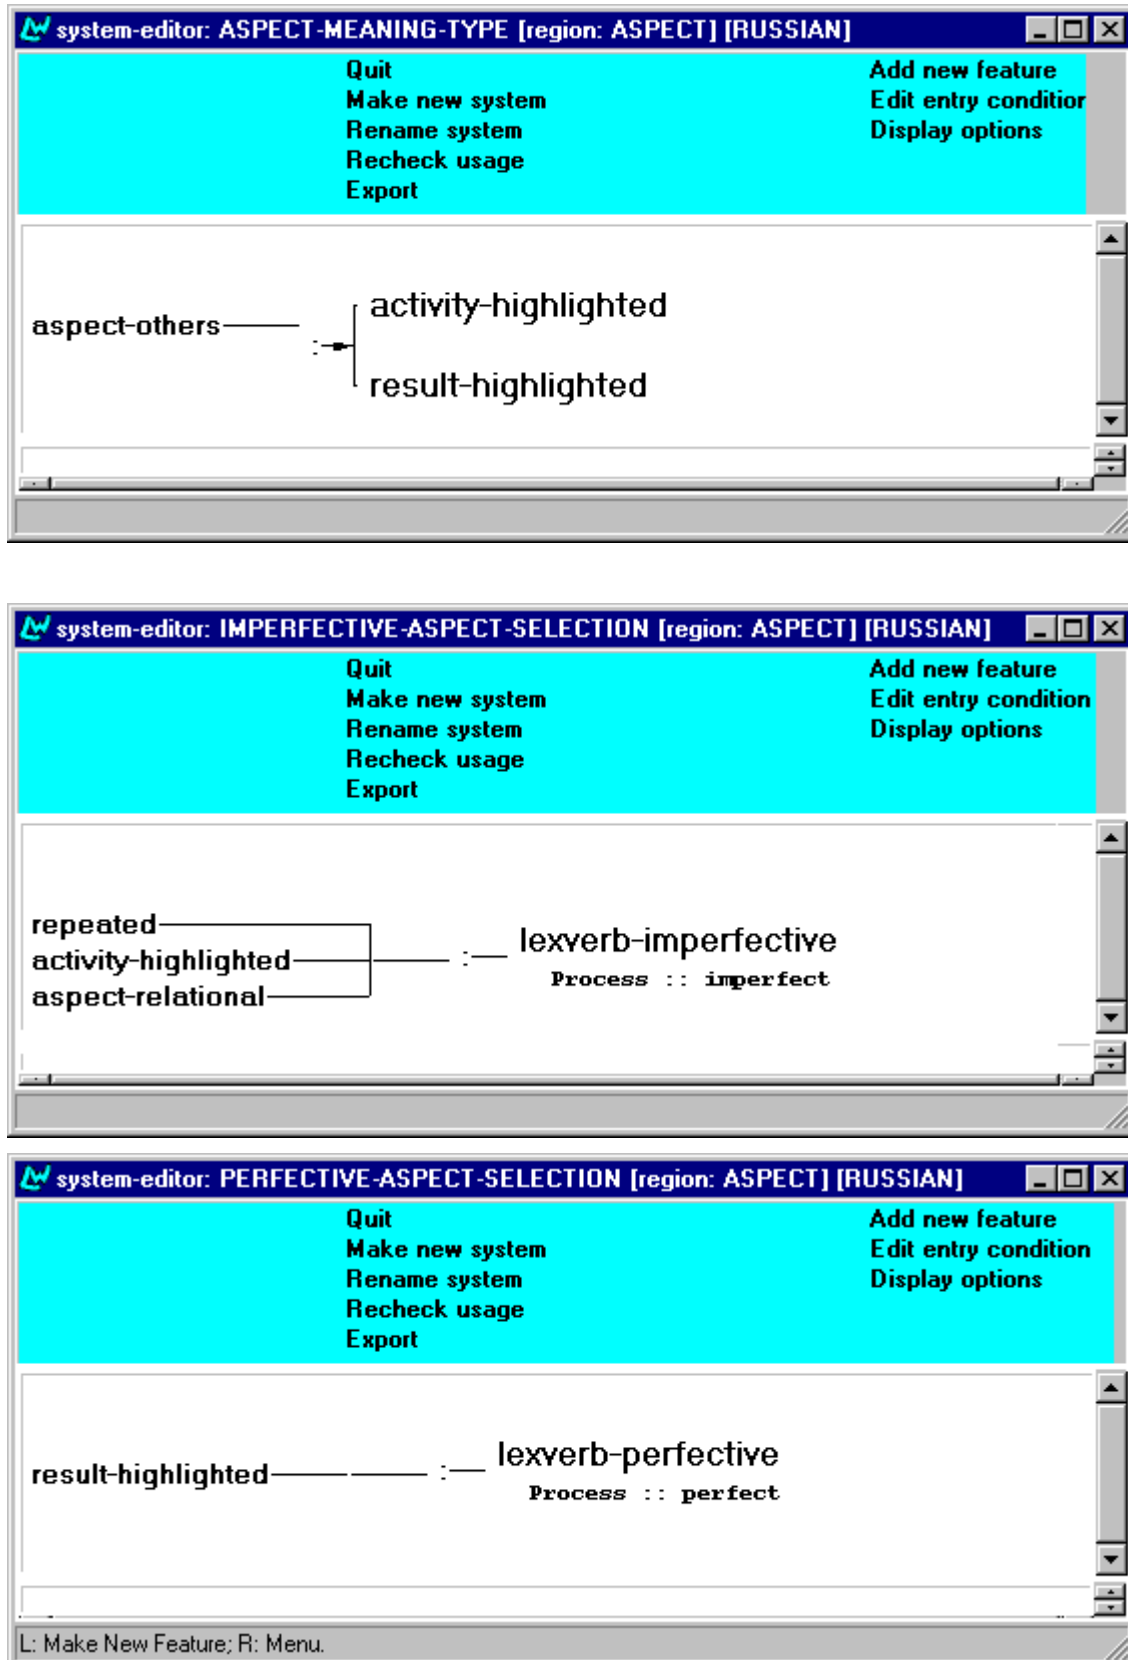 system-editor: ASPECT-MEANING-TYPE [region: ASPECT] [RUSSIAN]
Quit Add new feature
Make new system Edit entry condition
Rename system Display options
Recheck usage
Export
activity-highlighted
aspect-others
:
result-highlighted
system-editor: IMPERFECTIVE-ASPECT-SELECTION [region: ASPECT] [RUSSIAN]
Quit Add new feature
Make new system Edit entry condition
Rename system Display options
Recheck usage
Export
repeated
lexverb-imperfective
activity-highlighted :
Process :: imperfect
aspect-relational
system-editor: PERFECTIVE-ASPECT-SELECTION [region: ASPECT] [RUSSIAN]
Quit Add new feature
Make new system Edit entry condition
Rename system Display options
Recheck usage
Export
lexverb-perfective
result-highlighted :
Process :: perfect
L: Make New Feature; R: Menu.